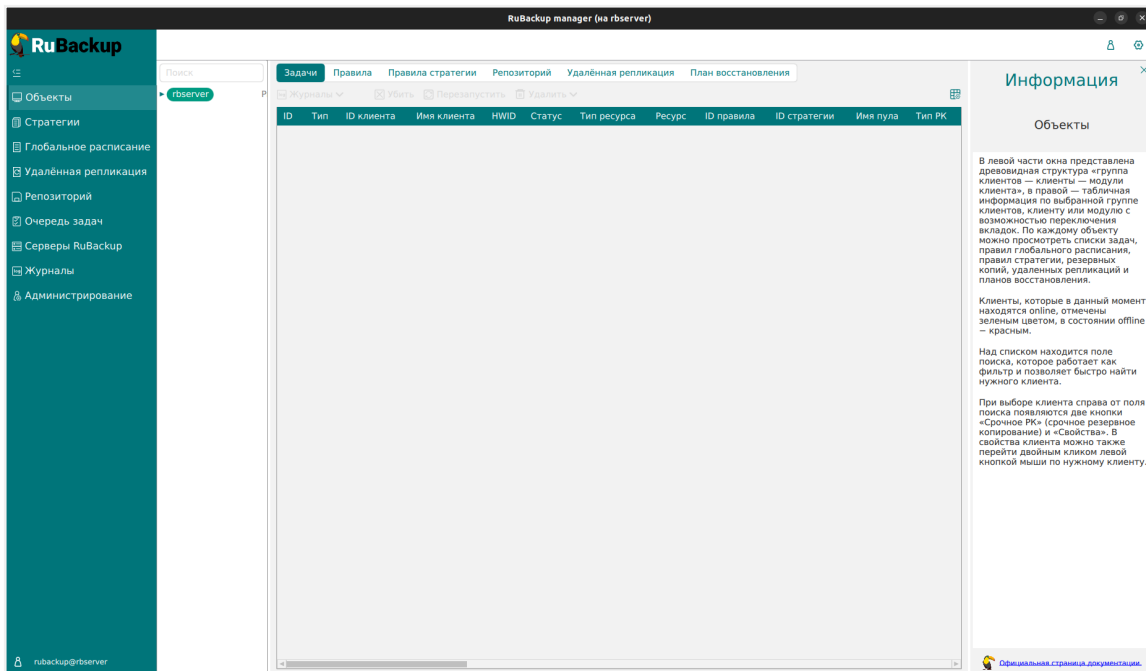 RuBackup manager (на rbserver)
RuBackup
Объекты
Стратегии
Глобальное расписание
Удалённая репликация
Репозиторий
Очередь задач
Серверы RuBackup
Журналы
Администрирование
rubackup@rbserver
Поиск
rbserver
Р
Задачи Правила Правила стратегии Репозиторий Удалённая репликация План восстановления
Журналы Убить Перезапустить Удалить
ID Тип ID клиента Имя клиента HWID Статус Тип ресурса Ресурс ID правила ID стратегии Имя пула Тип РК
Информация
Объекты
В левой части окна представлена
древовидная структура «группа
клиентов — клиенты — модули
клиента», в правой — табличная
информация по выбранной группе
клиентов, клиенту или модулю с
возможностью переключения
вкладок. По каждому объекту
можно просмотреть списки задач,
правил глобального расписания,
правил стратегии, резервных
копий, удаленных репликаций и
планов восстановления.
Клиенты, которые в данный момент
находятся online, отмечены
зеленым цветом, в состоянии offline
− красным.
Над списком находится поле
поиска, которое работает как
фильтр и позволяет быстро найти
нужного клиента.
При выборе клиента справа от поля
поиска появляются две кнопки
«Срочное РК» (срочное резервное
копирование) и «Свойства». В
свойства клиента можно также
перейти двойным кликом левой
кнопкой мыши по нужному клиенту.
Официальная страница документации.